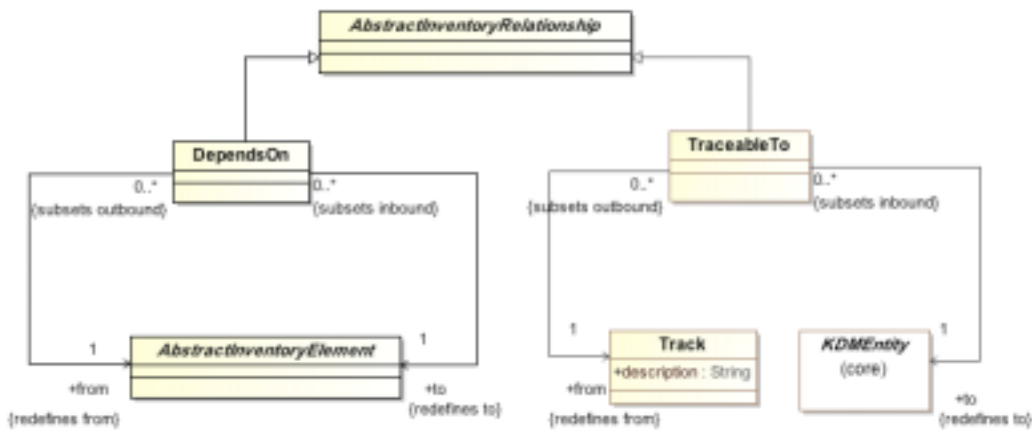 AbstractInventoryRelationship
DependsOn
TraceableTo
0..*
0..*
0..*
0..*
{subsets outbound}
{subsets inbound}
{subsets outbound}
{subsets inbound}
1
AbstractInventoryElement
1
1
Track
KDMEntity
1
+description : String
(core)
+from
+to
+from
+to
{redefines from}
{redefines to}
{redefines from}
{redefines to}